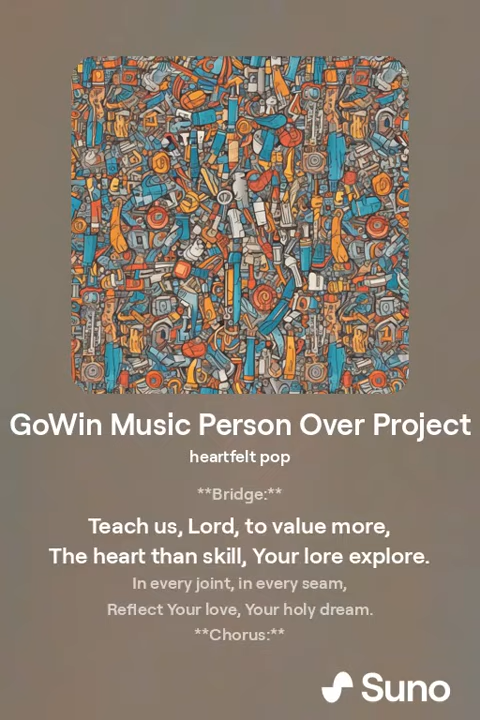 GoWin Music Person Over Project
heartfelt pop
**Bridge:**
Teach us, Lord, to value more,
The heart than skill, Your lore explore.
In every joint, in every seam,
Reflect Your love, Your holy dream.
**Chorus:**
Suno